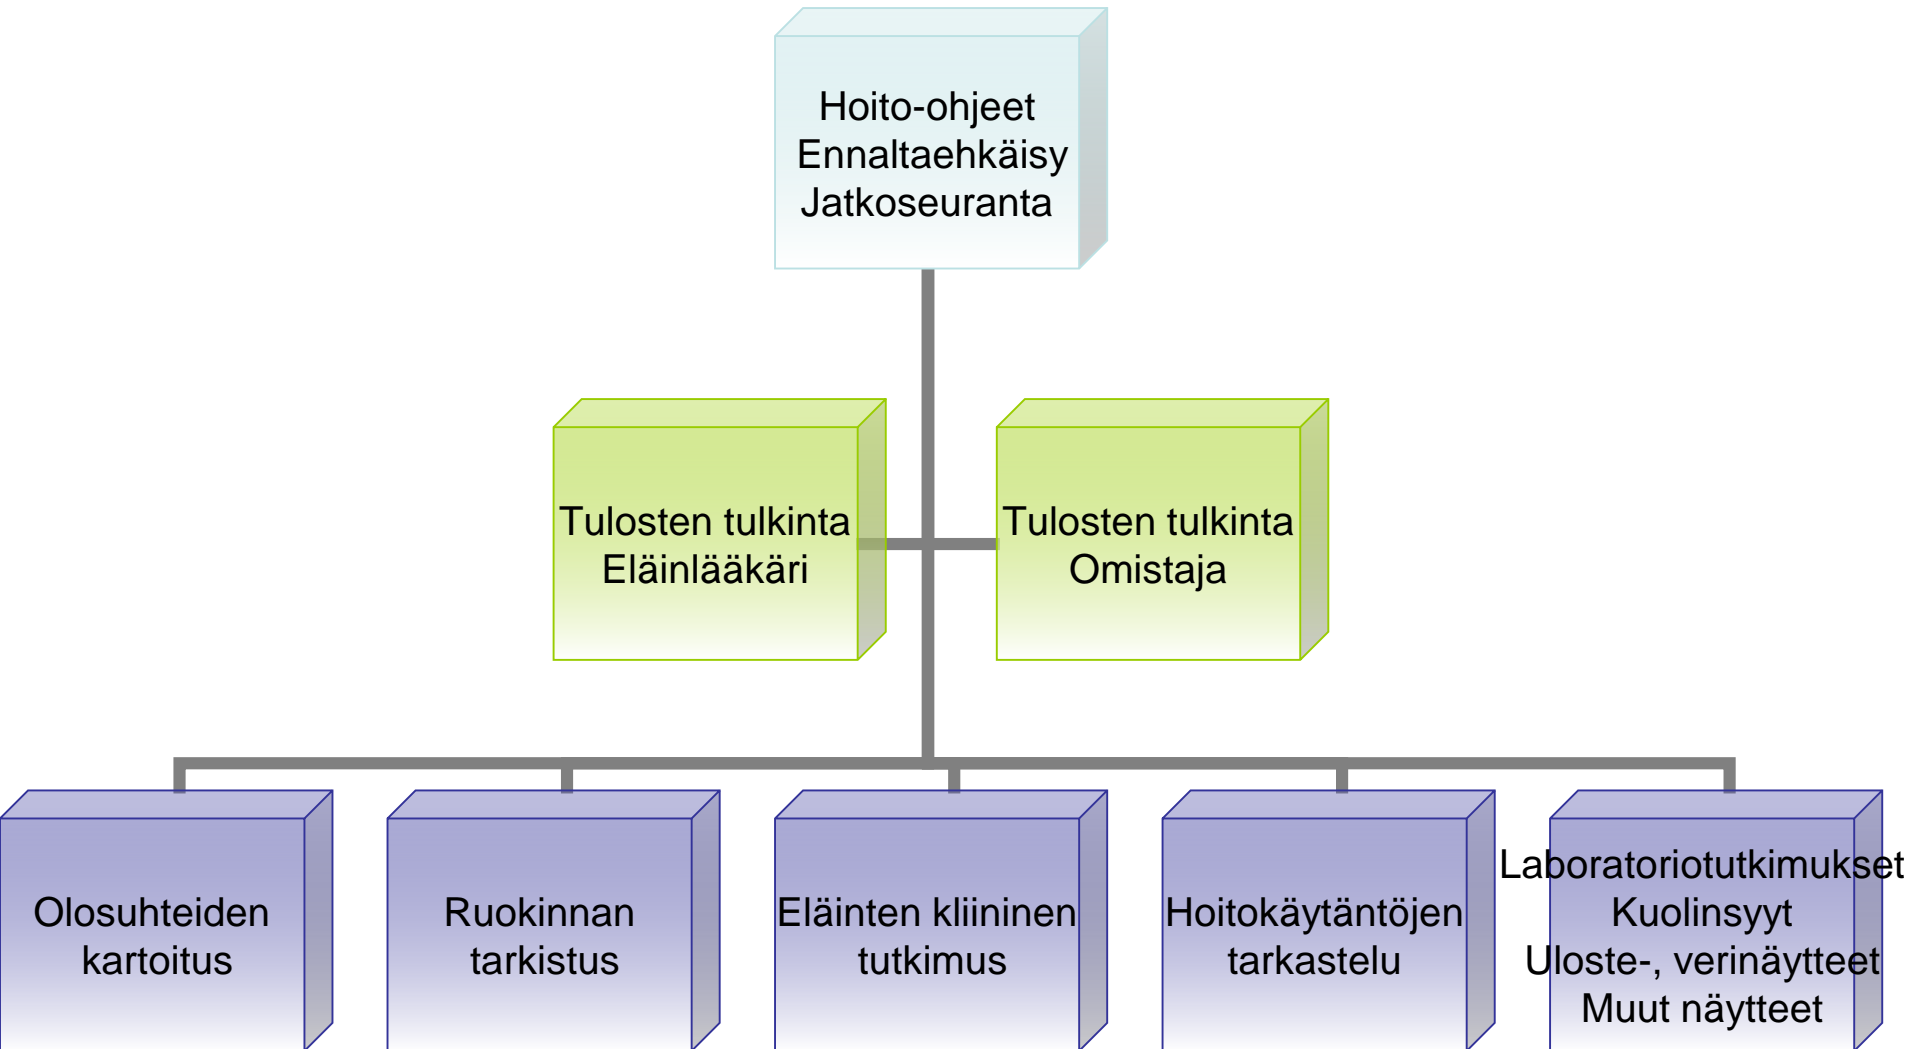 Hoito-ohjeet
Ennaltaehkäisy
Jatkoseuranta
Tulosten tulkinta
Eläinlääkäri
Tulosten tulkinta
Omistaja
Olosuhteiden
kartoitus
Ruokinnan
tarkistus
Eläinten kliininen
tutkimus
Hoitokäytäntöjen
tarkastelu
Laboratoriotutkimukset
Kuolinsyyt
Uloste-, verinäytteet
Muut näytteet